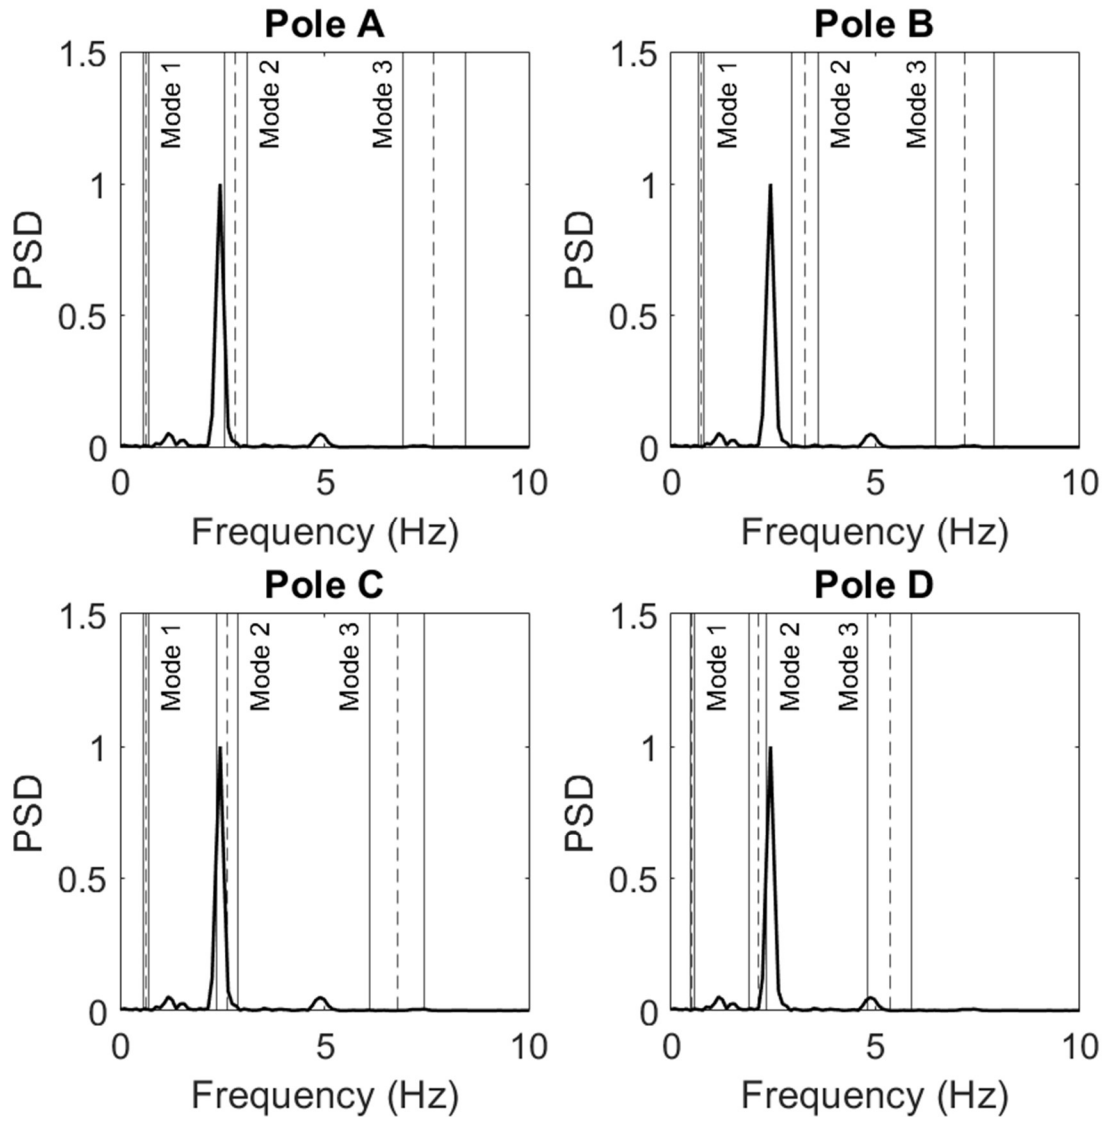 Pole A
1.5
1
0.5
0
PSD
Mode 1
Mode 2
Mode 3
0 5 10
Frequency (Hz)
Pole B
1.5
1
0.5
0
PSD
Mode 1
Mode 2
Mode 3
0 5 10
Frequency (Hz)
Pole C
1.5
1
0.5
0
PSD
Mode 1
Mode 2
Mode 3
0 5 10
Frequency (Hz)
Pole D
1.5
1
0.5
0
PSD
Mode 1
Mode 2
Mode 3
0 5 10
Frequency (Hz)